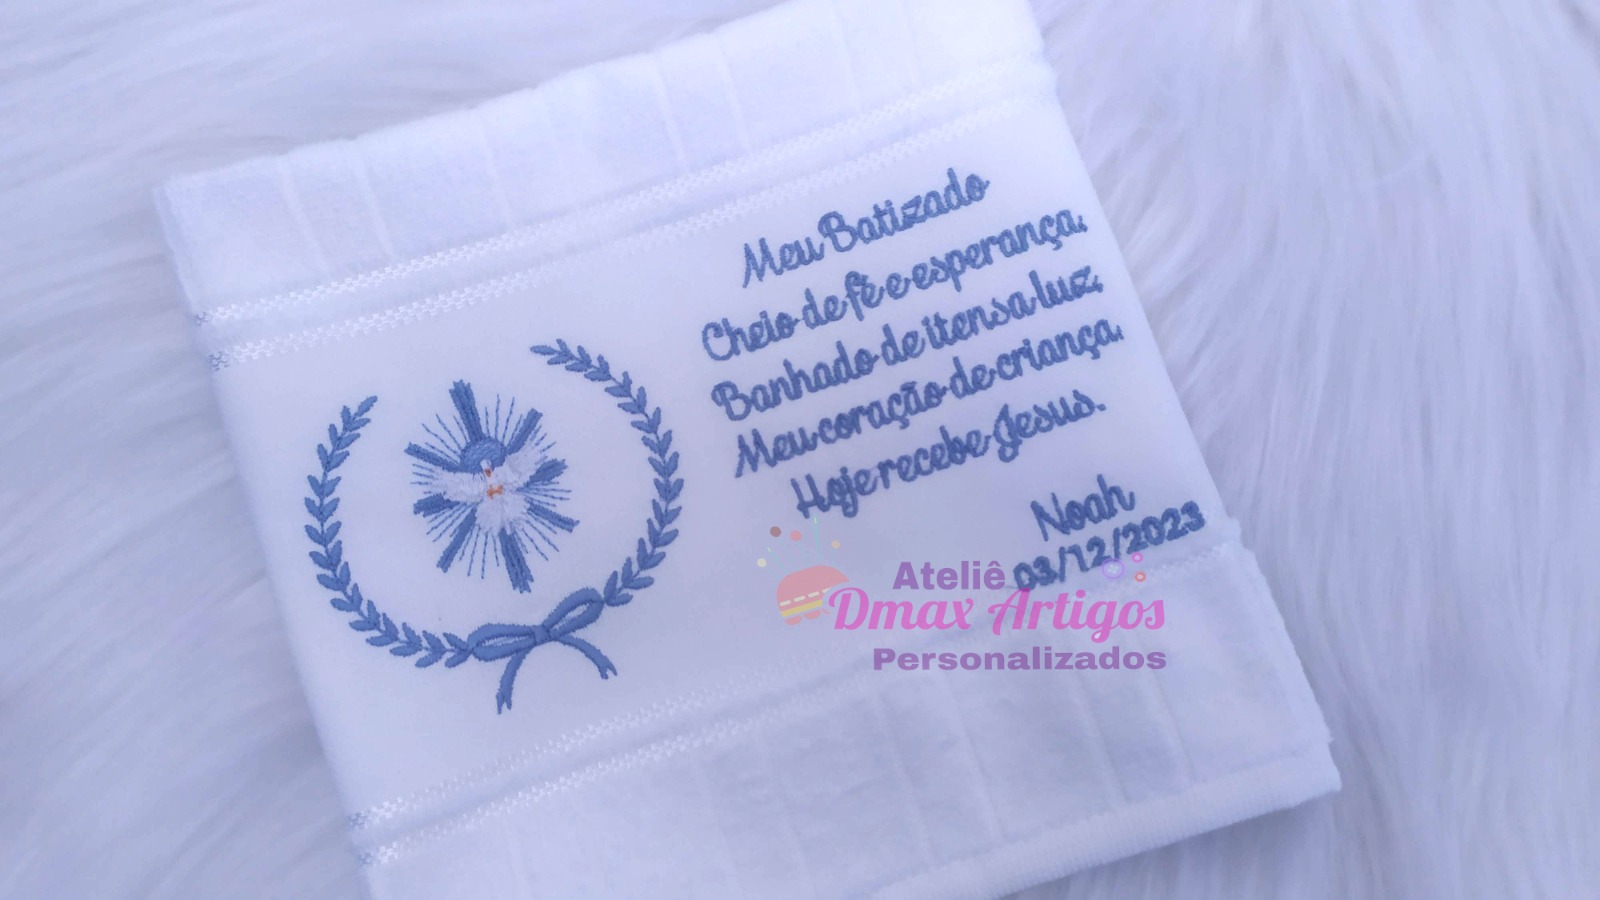 Meu Batizado
Cheio de fé e esperança,
Banhado de itensa luz,
Meu coração de criança,
Hoje recebe Jesus.
Noah
03/12/2023
Ateliê
Dmax Artigos
Personalizados